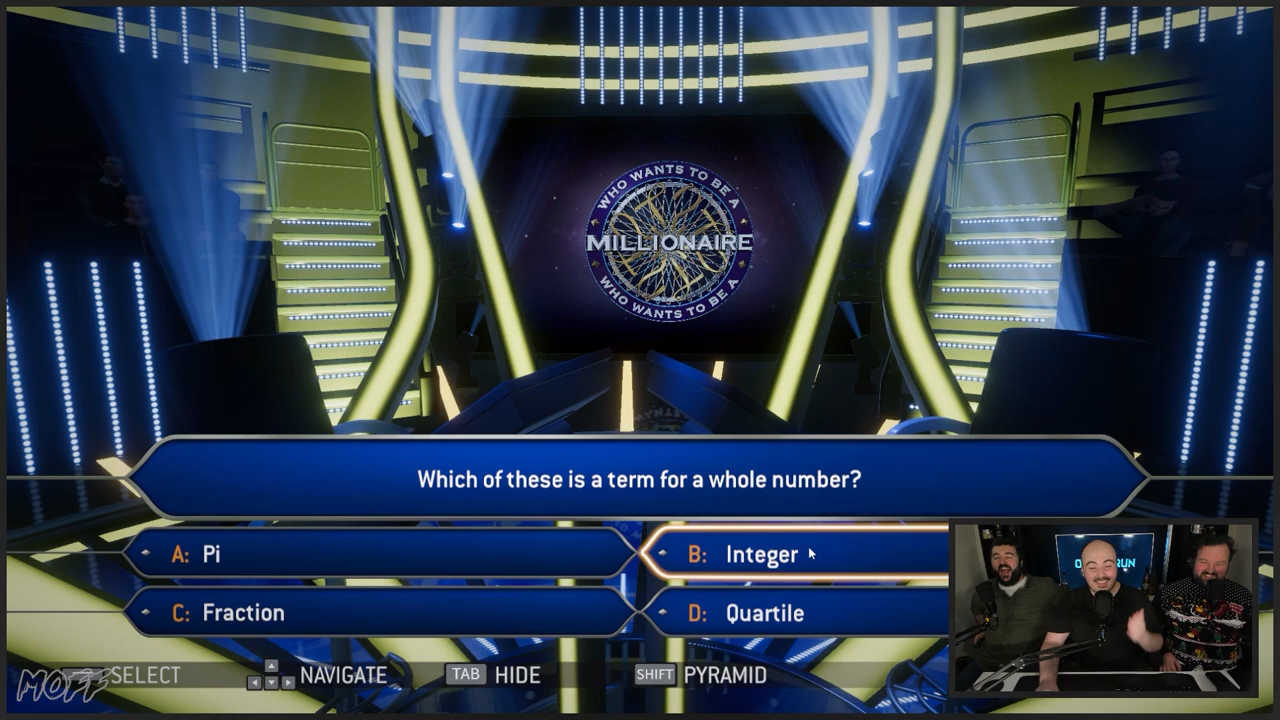 WHO WANTS TO BE A
MILLIONAIRE
WHO WANTS TO BE A
Which of these is a term for a whole number?
A: Pi
B: Integer
C: Fraction
D: Quartile
SELECT
NAVIGATE
TAB HIDE
SHIFT PYRAMID
MOFF
RUN